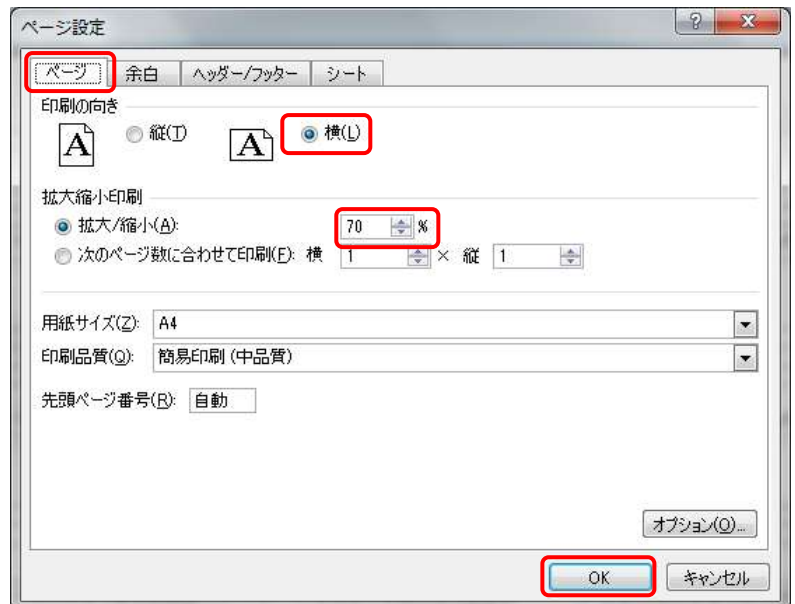 ページ設定
?
X
ページ 余白 ヘッダー/フッター シート
印刷の向き
A 縦(T) A 横(L)
拡大縮小印刷
拡大/縮小(A): 70 %
次のページ数に合わせて印刷(F): 横 1 × 縦 1
用紙サイズ(Z): A4
印刷品質(Q): 簡易印刷 (中品質)
先頭ページ番号(R): 自動
オプション(O)...
OK キャンセル